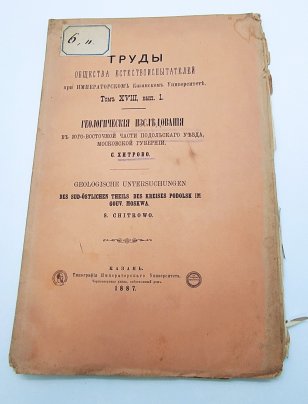 6, п.
ТРУДЫ
ОБЩЕСТВА ЕСТЕСТВОИСПЫТАТЕЛЕЙ
при ИМПЕРАТОРСКОМЪ Казанскомъ Университетѣ.
Томъ XVIII, вып. 1.
ГЕОЛОГИЧЕСКІЯ ИЗСЛѢДОВАНІЯ
ВЪ ЮГО-ВОСТОЧНОЙ ЧАСТИ ПОДОЛЬСКАГО УѢЗДА,
МОСКОВСКОЙ ГУБЕРНІИ.
С. ХИТРОВО.
GEOLOGISCHE UNTERSUCHUNGEN
DES SÜD-ÖSTLICHEN THEILS DES KREISES PODOLSK IM
GOUV. MOSKWA.
S. CHITROWO.
КАЗАНЬ.
Типографія Императорскаго Университета.
1887.